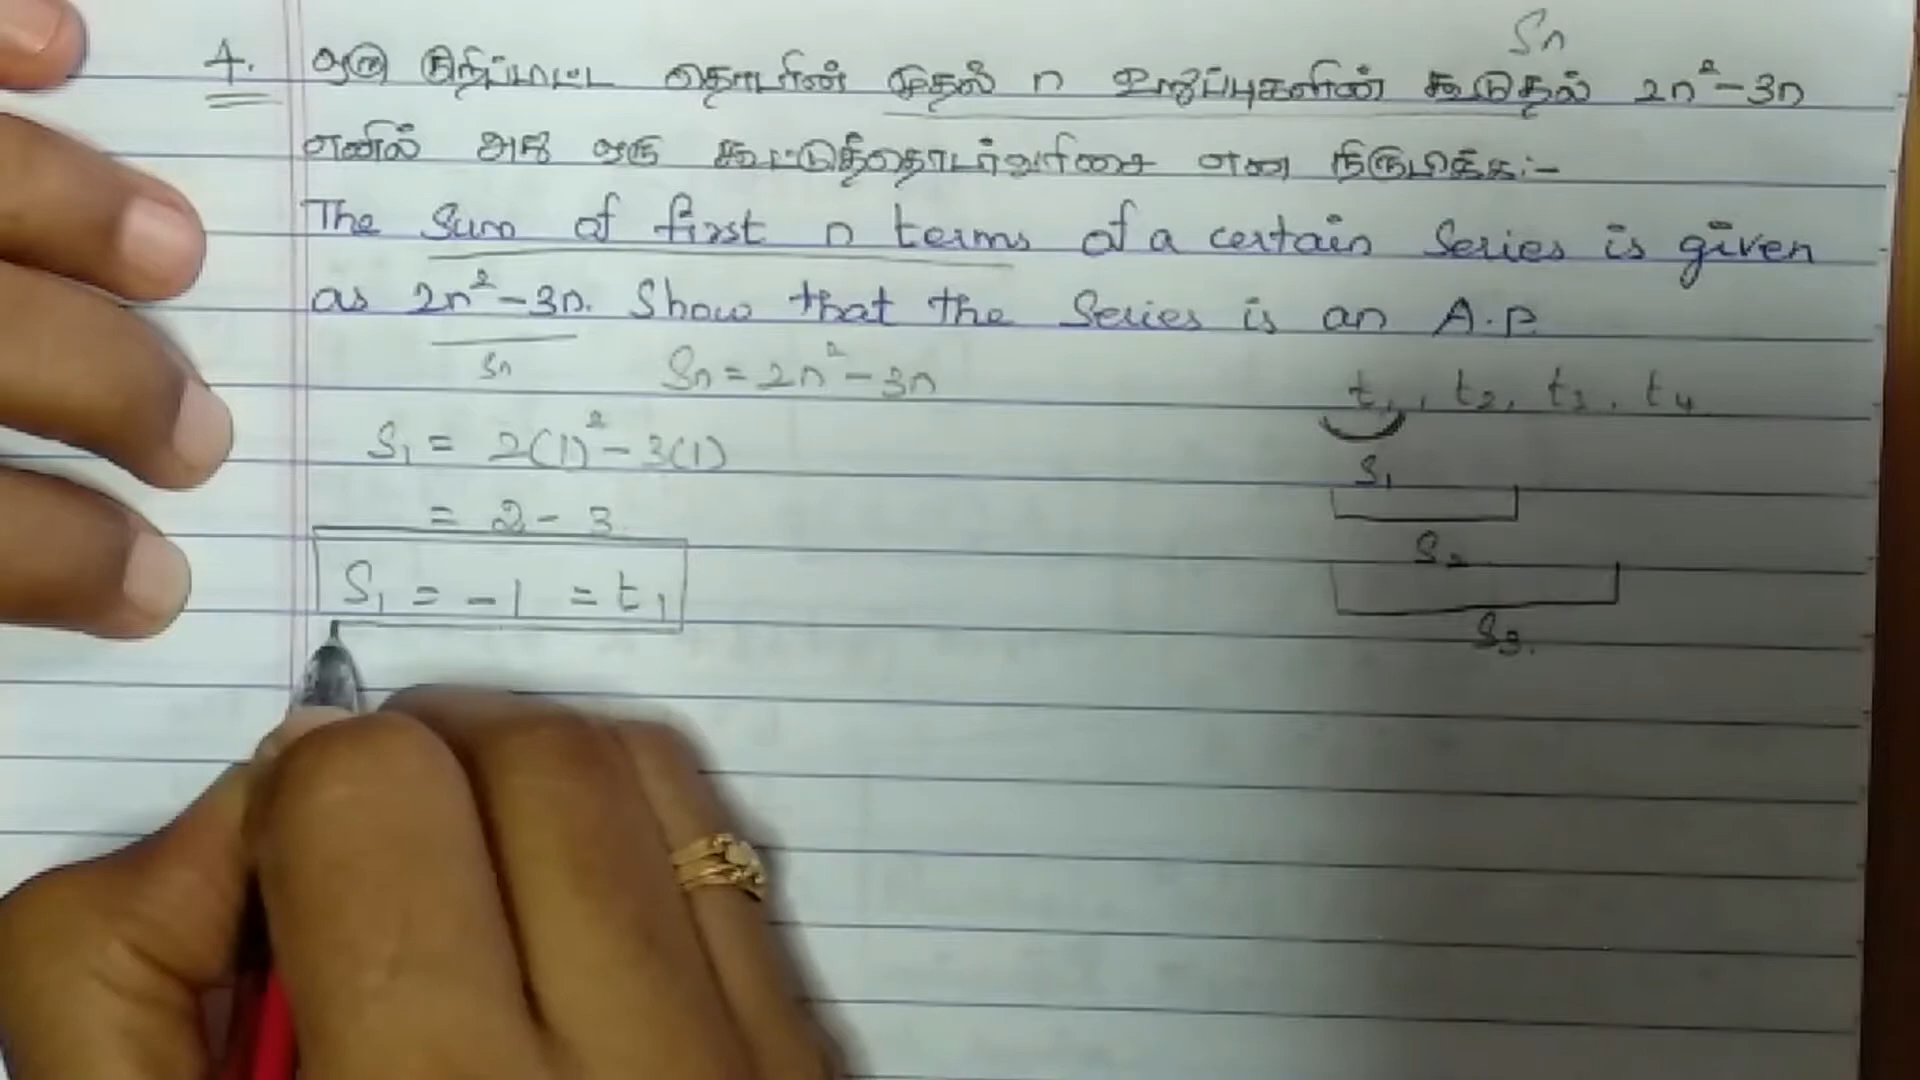 Sn
4. ஒரு குறிப்பிட்ட தொடரின் முதல் n உறுப்புகளின் கூடுதல் 2n²-3n
எனில் அது ஒரு கூட்டுத்தொடர்வரிசை என நிரூபிக்க:-
The Sum of first n terms of a certain Series is given
as 2n²-3n. Show that the Series is an A.P.
Sn
Sn = 2n²-3n
S₁ = 2(1)²-3(1)
= 2-3
S₁ = -1 = t₁
t₁, t₂, t₃, t₄
S₁
S₂
S₃.